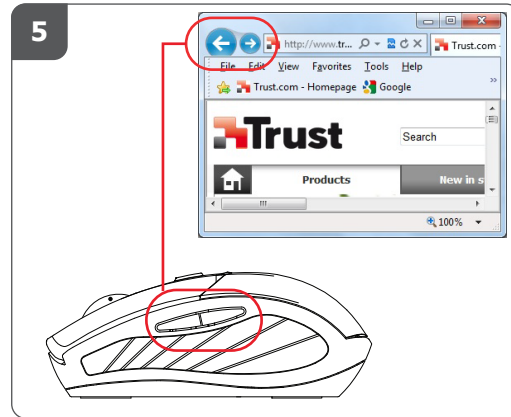 5
http://www.tr... Trust.com -
File Edit View Favorites Tools Help
Trust.com - Homepage Google
Trust
Search
Products New in s
100%